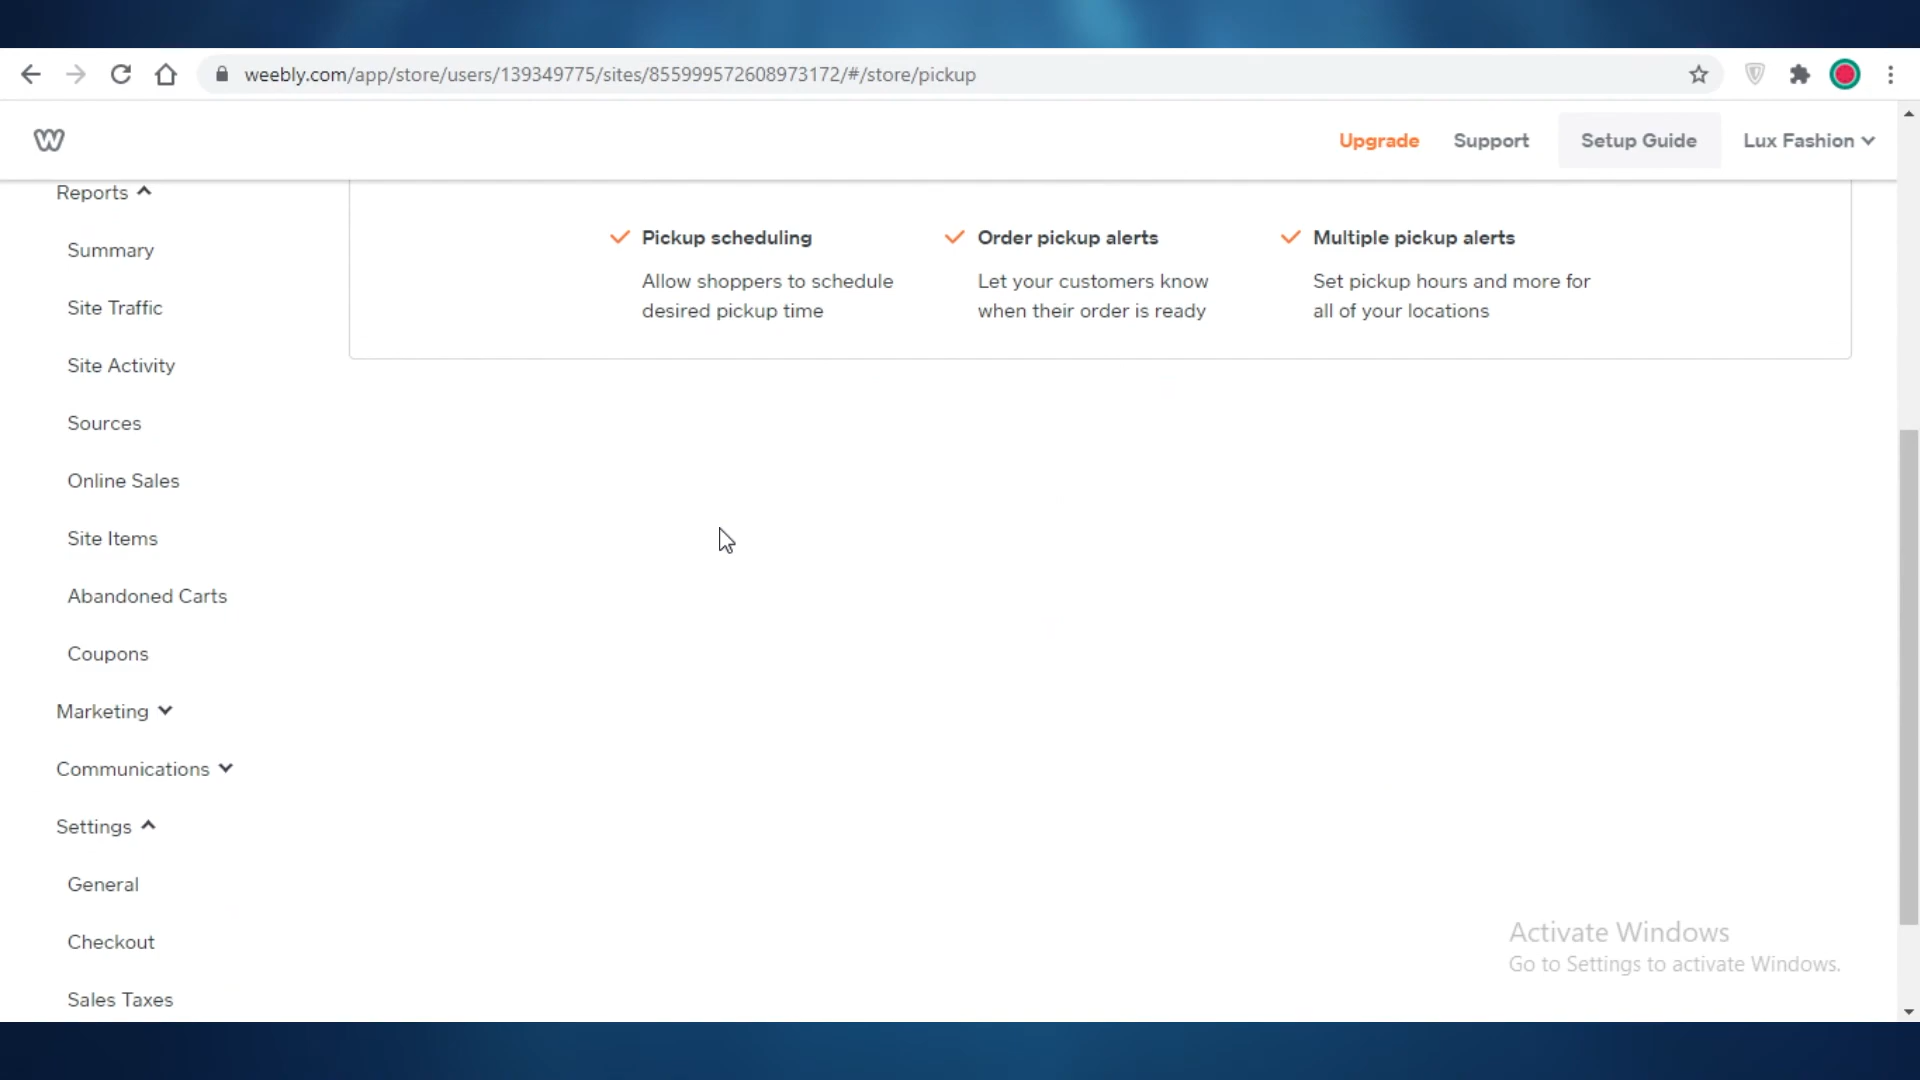 weebly.com/app/store/users/139349775/sites/855999572608973172/#/store/pickup
Upgrade
Support
Setup Guide
Lux Fashion
Reports
Summary
Site Traffic
Site Activity
Sources
Online Sales
Site Items
Abandoned Carts
Coupons
Marketing
Communications
Settings
General
Checkout
Sales Taxes
Pickup scheduling
Allow shoppers to schedule
desired pickup time
Order pickup alerts
Let your customers know
when their order is ready
Multiple pickup alerts
Set pickup hours and more for
all of your locations
Activate Windows
Go to Settings to activate Windows.